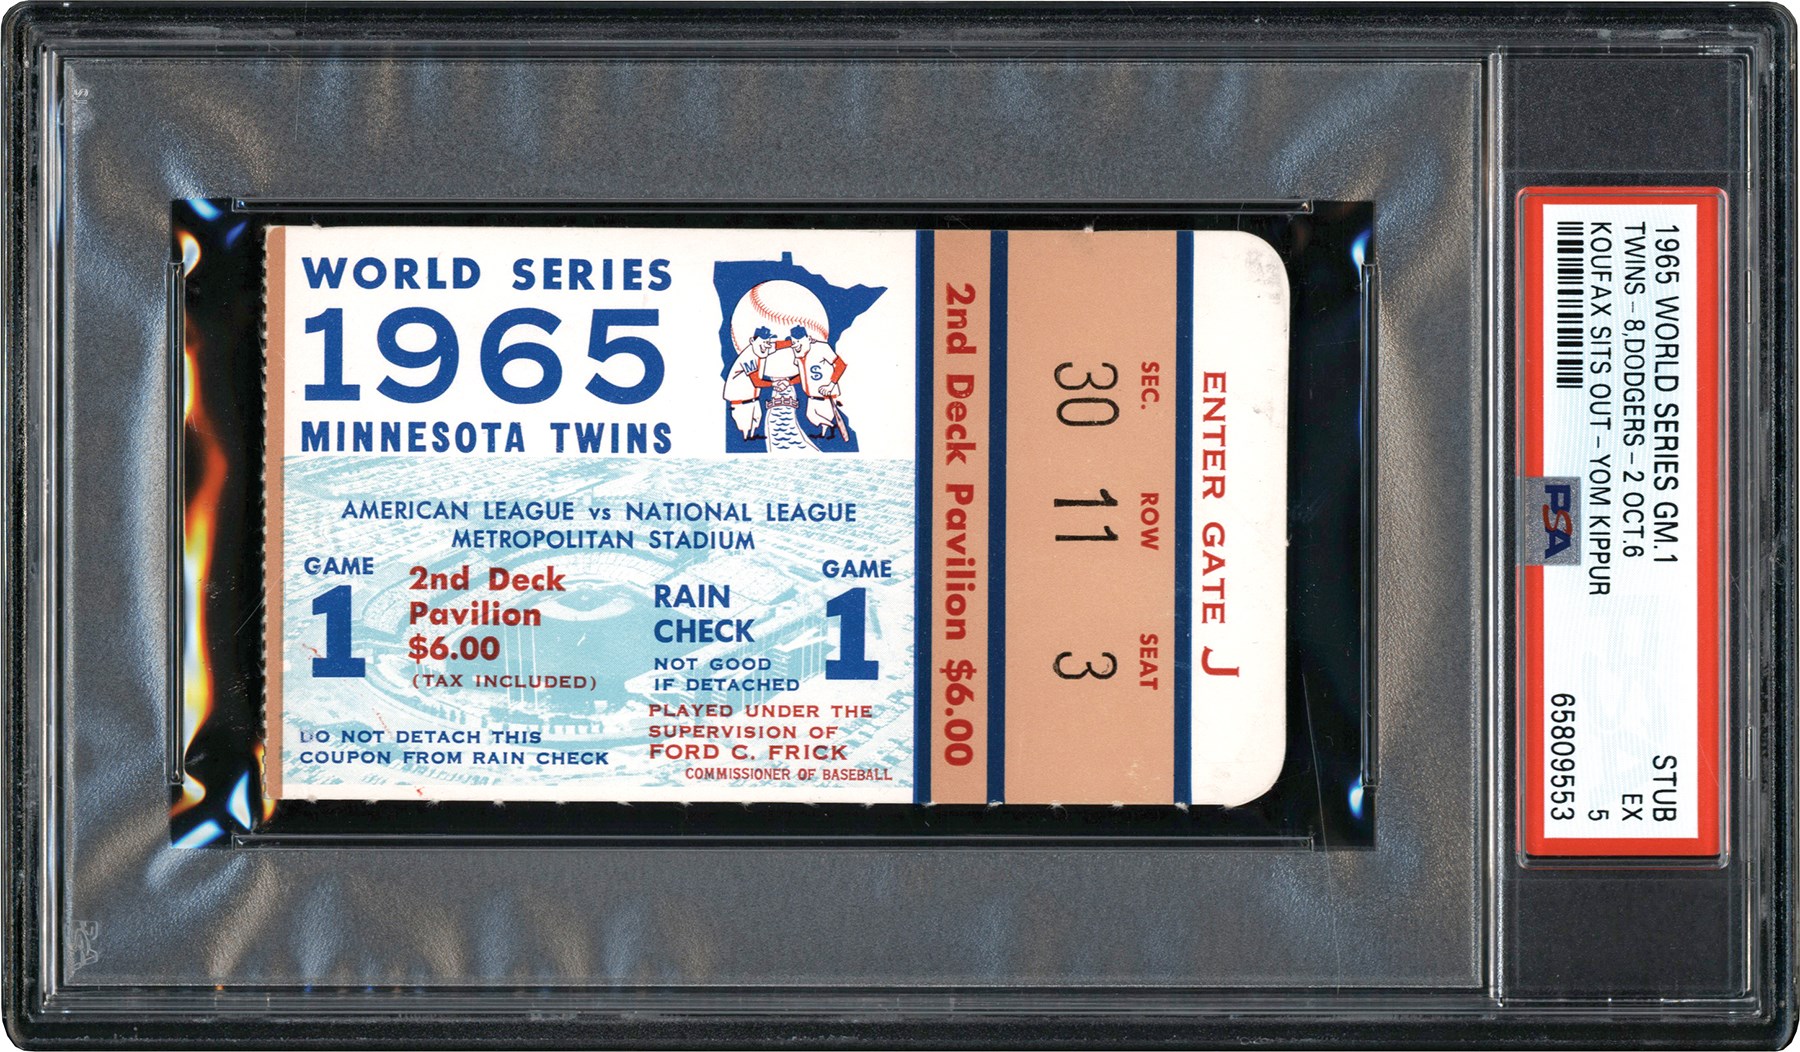 WORLD SERIES
1965
MINNESOTA TWINS
M
AMERICAN LEAGUE vs NATIONAL LEAGUE
METROPOLITAN STADIUM
GAME
1
2nd Deck
Pavilion
$6.00
(TAX INCLUDED)
RAIN
CHECK
NOT GOOD
IF DETACHED
GAME
1
DO NOT DETACH THIS
COUPON FROM RAIN CHECK
PLAYED UNDER THE
SUPERVISION OF
FORD C. FRICK
COMMISSIONER OF BASEBALL
2nd Deck Pavilion $6.00
SEC. ROW SEAT
30 11 3
ENTER GATE J
1965 WORLD SERIES GM.1 STUB
TWINS-8,DODGERS-2 OCT.6 EX
KOUFAX SITS OUT-YOM KIPPUR 5
65809553
PSA